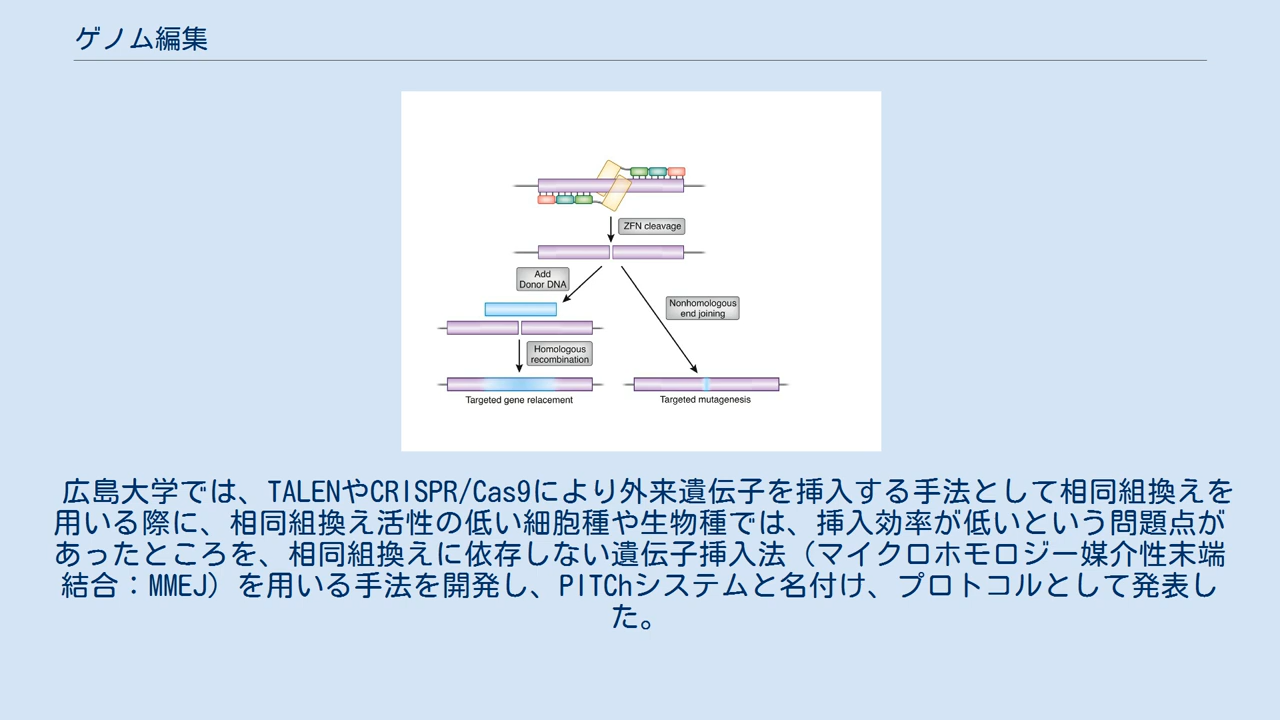 ゲノム編集
ZFN cleavage
Add
Donor DNA
Nonhomologous
end joining
Homologous
recombination
Targeted gene relacement
Targeted mutagenesis
広島大学では、TALENやCRISPR/Cas9により外来遺伝子を挿入する手法として相同組換えを
用いる際に、相同組換え活性の低い細胞種や生物種では、挿入効率が低いという問題点が
あったところを、相同組換えに依存しない遺伝子挿入法（マイクロホモロジー媒介性末端
結合：MMEJ）を用いる手法を開発し、PITChシステムと名付け、プロトコルとして発表し
た。